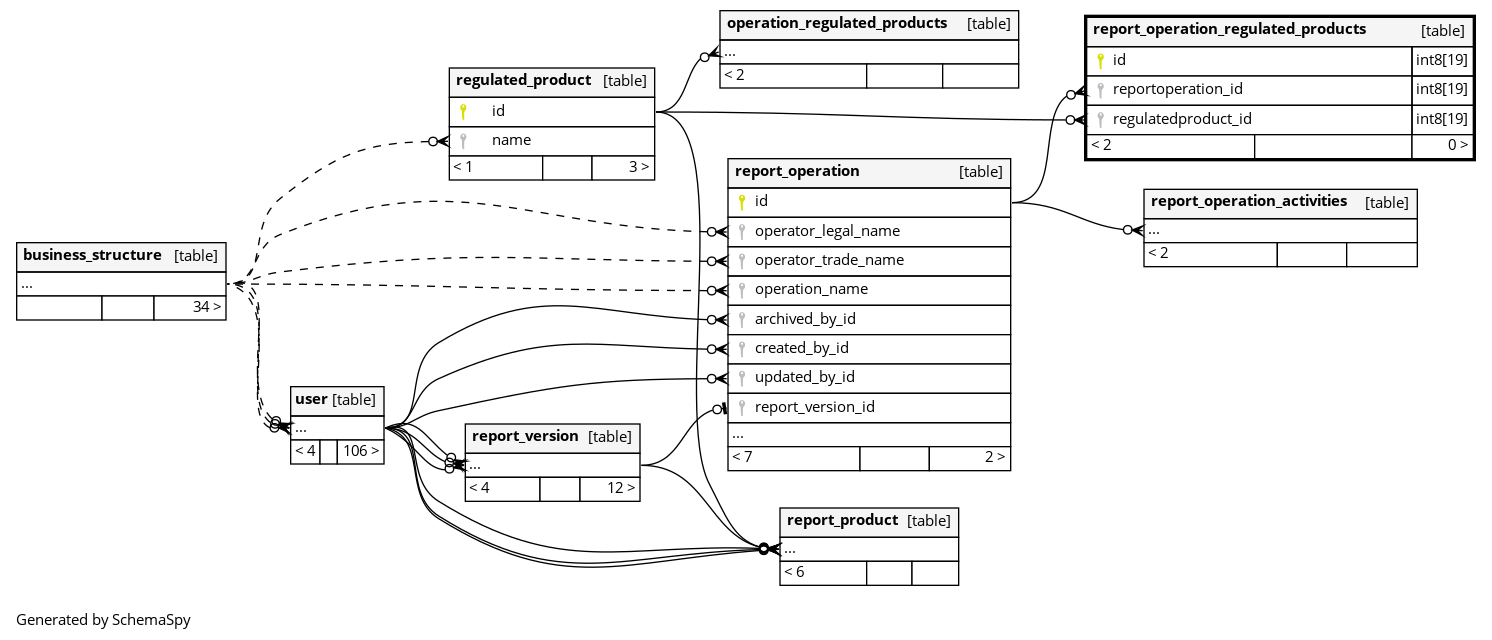 operation_regulated_products [table]
...
< 2
report_operation_regulated_products [table]
id int8[19]
reportoperation_id int8[19]
regulatedproduct_id int8[19]
< 2 0 >
regulated_product [table]
id
name
< 1 3 >
report_operation [table]
id
operator_legal_name
operator_trade_name
operation_name
archived_by_id
created_by_id
updated_by_id
report_version_id
...
< 7 2 >
report_operation_activities [table]
...
< 2
business_structure [table]
...
34 >
user [table]
...
< 4 106 >
report_version [table]
...
< 4 12 >
report_product [table]
...
< 6
Generated by SchemaSpy